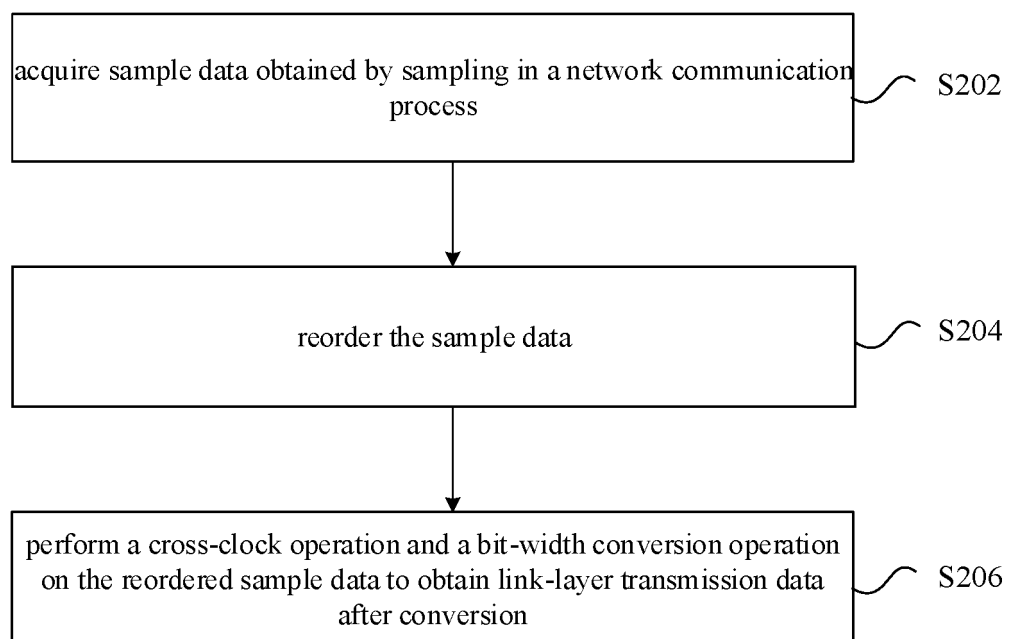 acquire sample data obtained by sampling in a network communication
process
S202
reorder the sample data
S204
perform a cross-clock operation and a bit-width conversion operation
on the reordered sample data to obtain link-layer transmission data
after conversion
S206